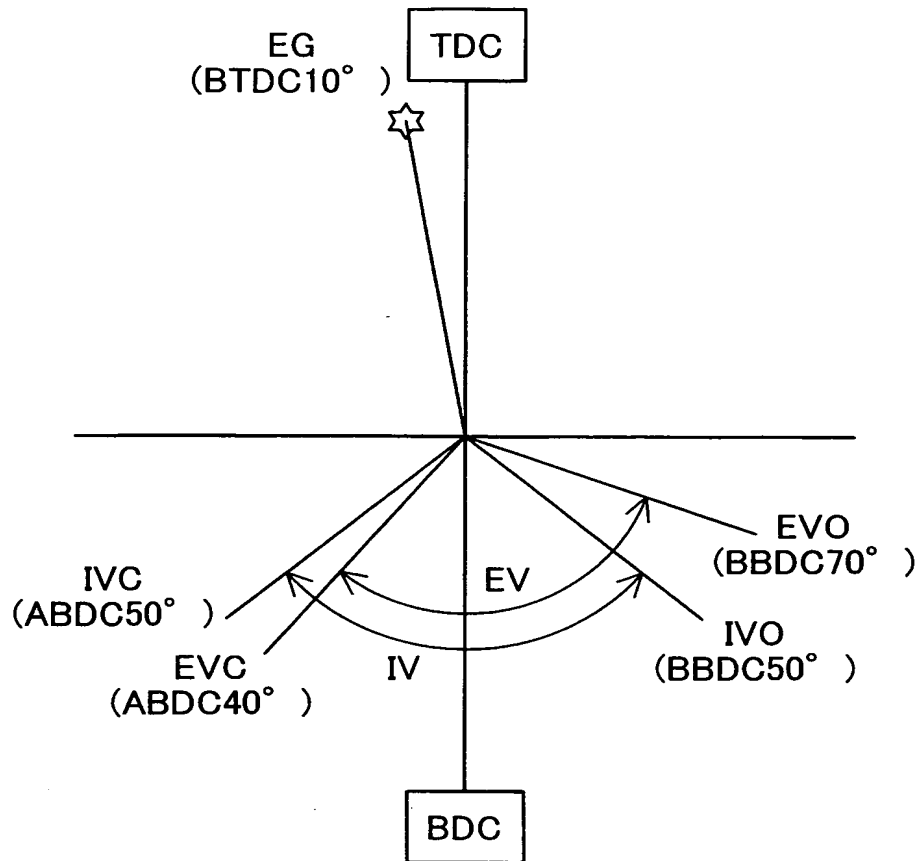 EG
(BTDC10° )
TDC
EVO
(BBDC70° )
EV
IVC
(ABDC50° )
IVO
(BBDC50° )
EVC
(ABDC40° )
IV
BDC